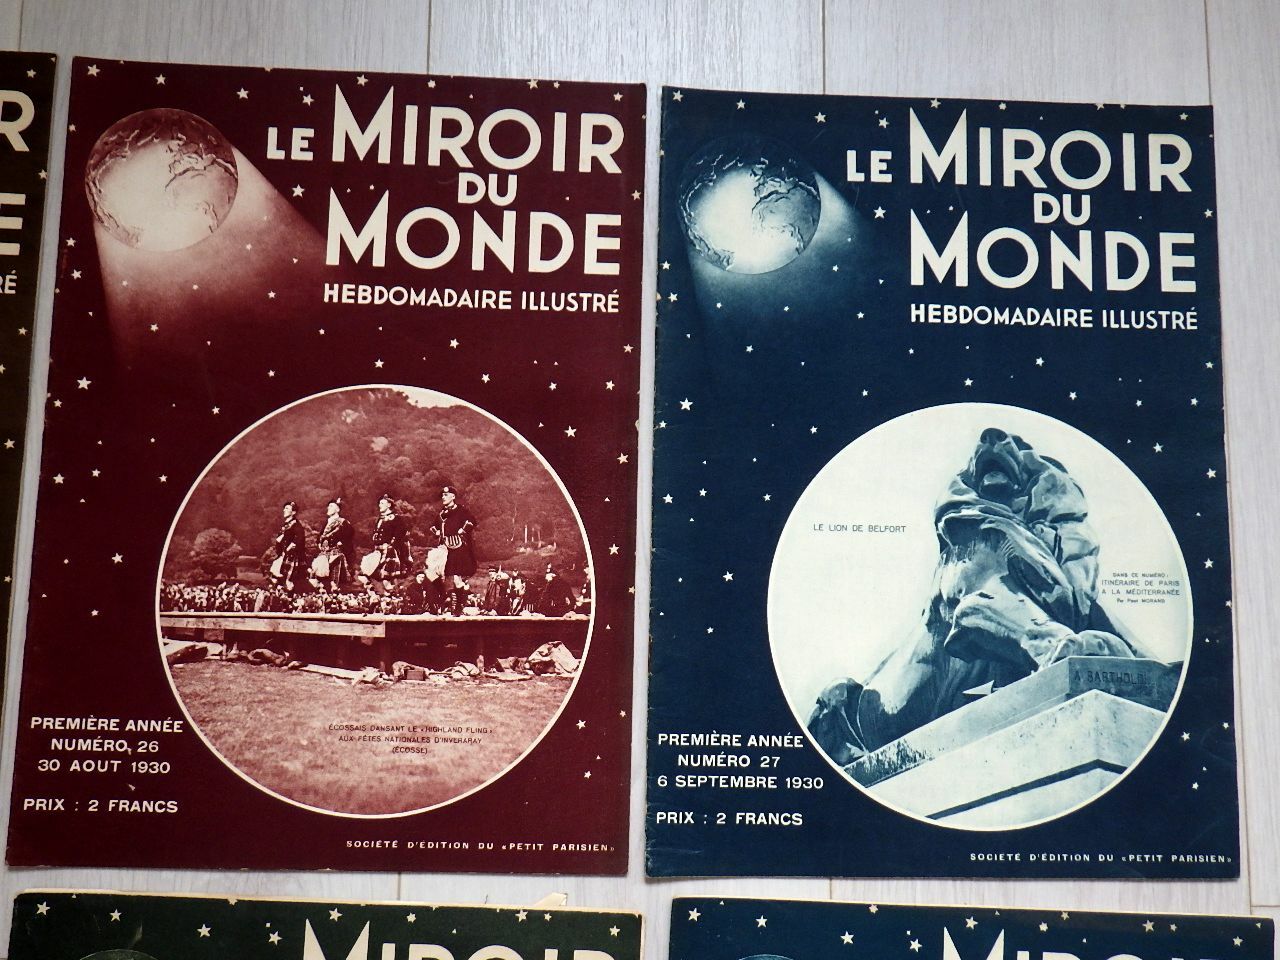 R
E
RÉ
LE MIROIR
DU
MONDE
HEBDOMADAIRE ILLUSTRÉ
ÉCOSSAIS DANSANT LE «HIGHLAND FLING»
AUX FÊTES NATIONALES D'INVERARAY
(ÉCOSSE)
PREMIÈRE ANNÉE
NUMÉRO, 26
30 AOUT 1930
PRIX : 2 FRANCS
SOCIÉTÉ D'ÉDITION DU «PETIT PARISIEN»
LE MIROIR
DU
MONDE
HEBDOMADAIRE ILLUSTRÉ
LE LION DE BELFORT
DANS CE NUMÉRO:
ITINÉRAIRE DE PARIS
A LA MÉDITERRANÉE
Par Paul MORAND
A. BARTHOLDI
PREMIÈRE ANNÉE
NUMÉRO 27
6 SEPTEMBRE 1930
PRIX : 2 FRANCS
SOCIÉTÉ D'ÉDITION DU «PETIT PARISIEN»
MIROIR
MIROIR